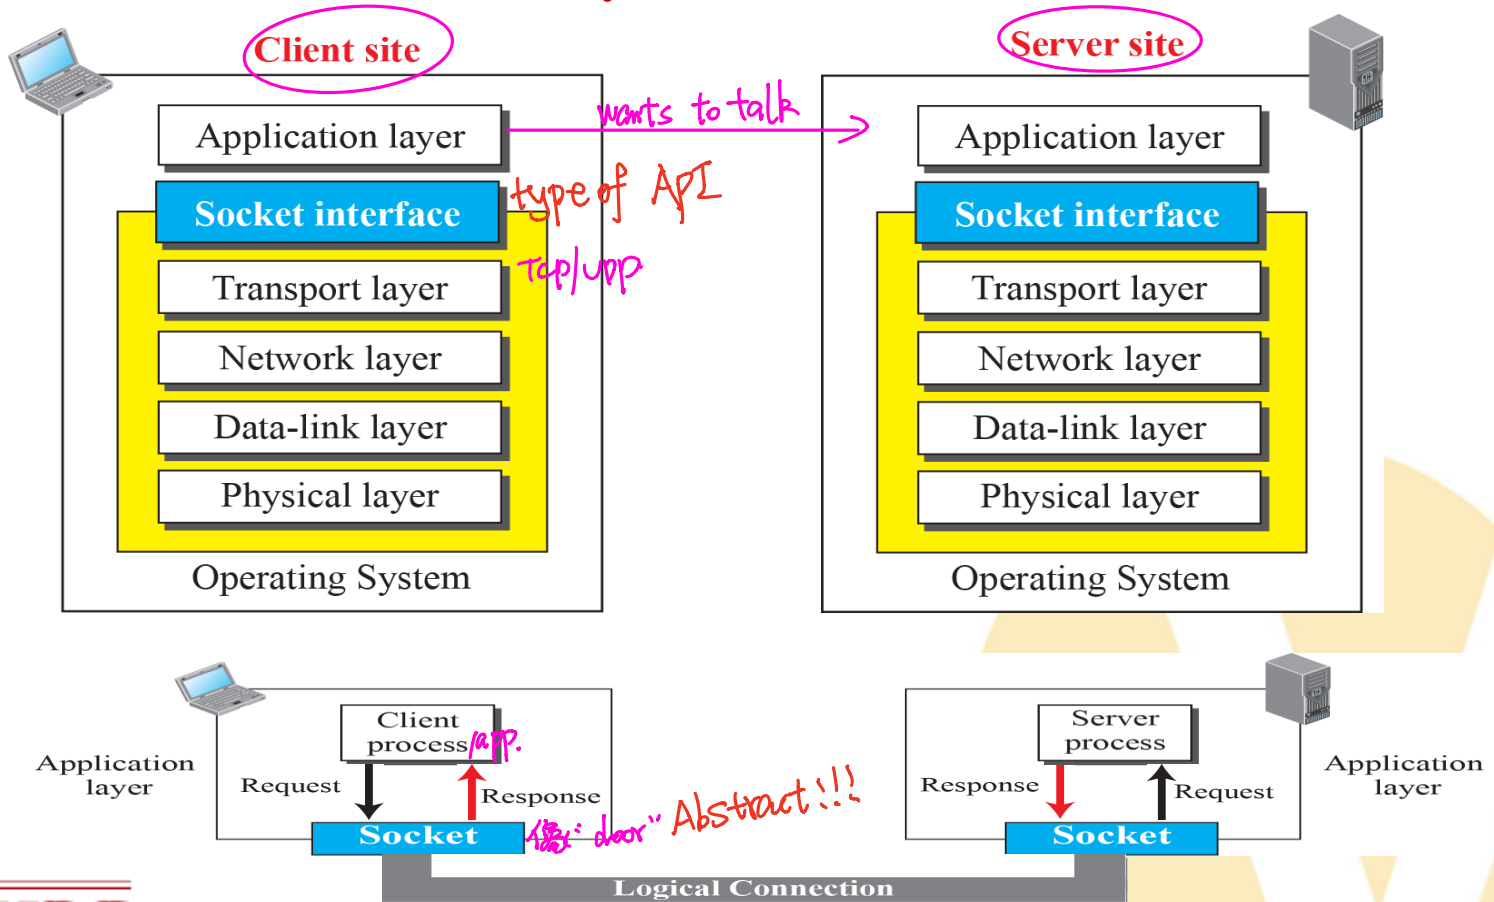 Client site
Server site
Application layer
wants to talk
Application layer
Socket interface
type of API
Socket interface
Transport layer
TCP/UDP
Transport layer
Network layer
Network layer
Data-link layer
Data-link layer
Physical layer
Physical layer
Operating System
Operating System
Client
process/app.
Server
process
Application
layer
Request
Response
Response
Request
Application
layer
Socket
"door" Abstract!!!
Socket
Logical Connection